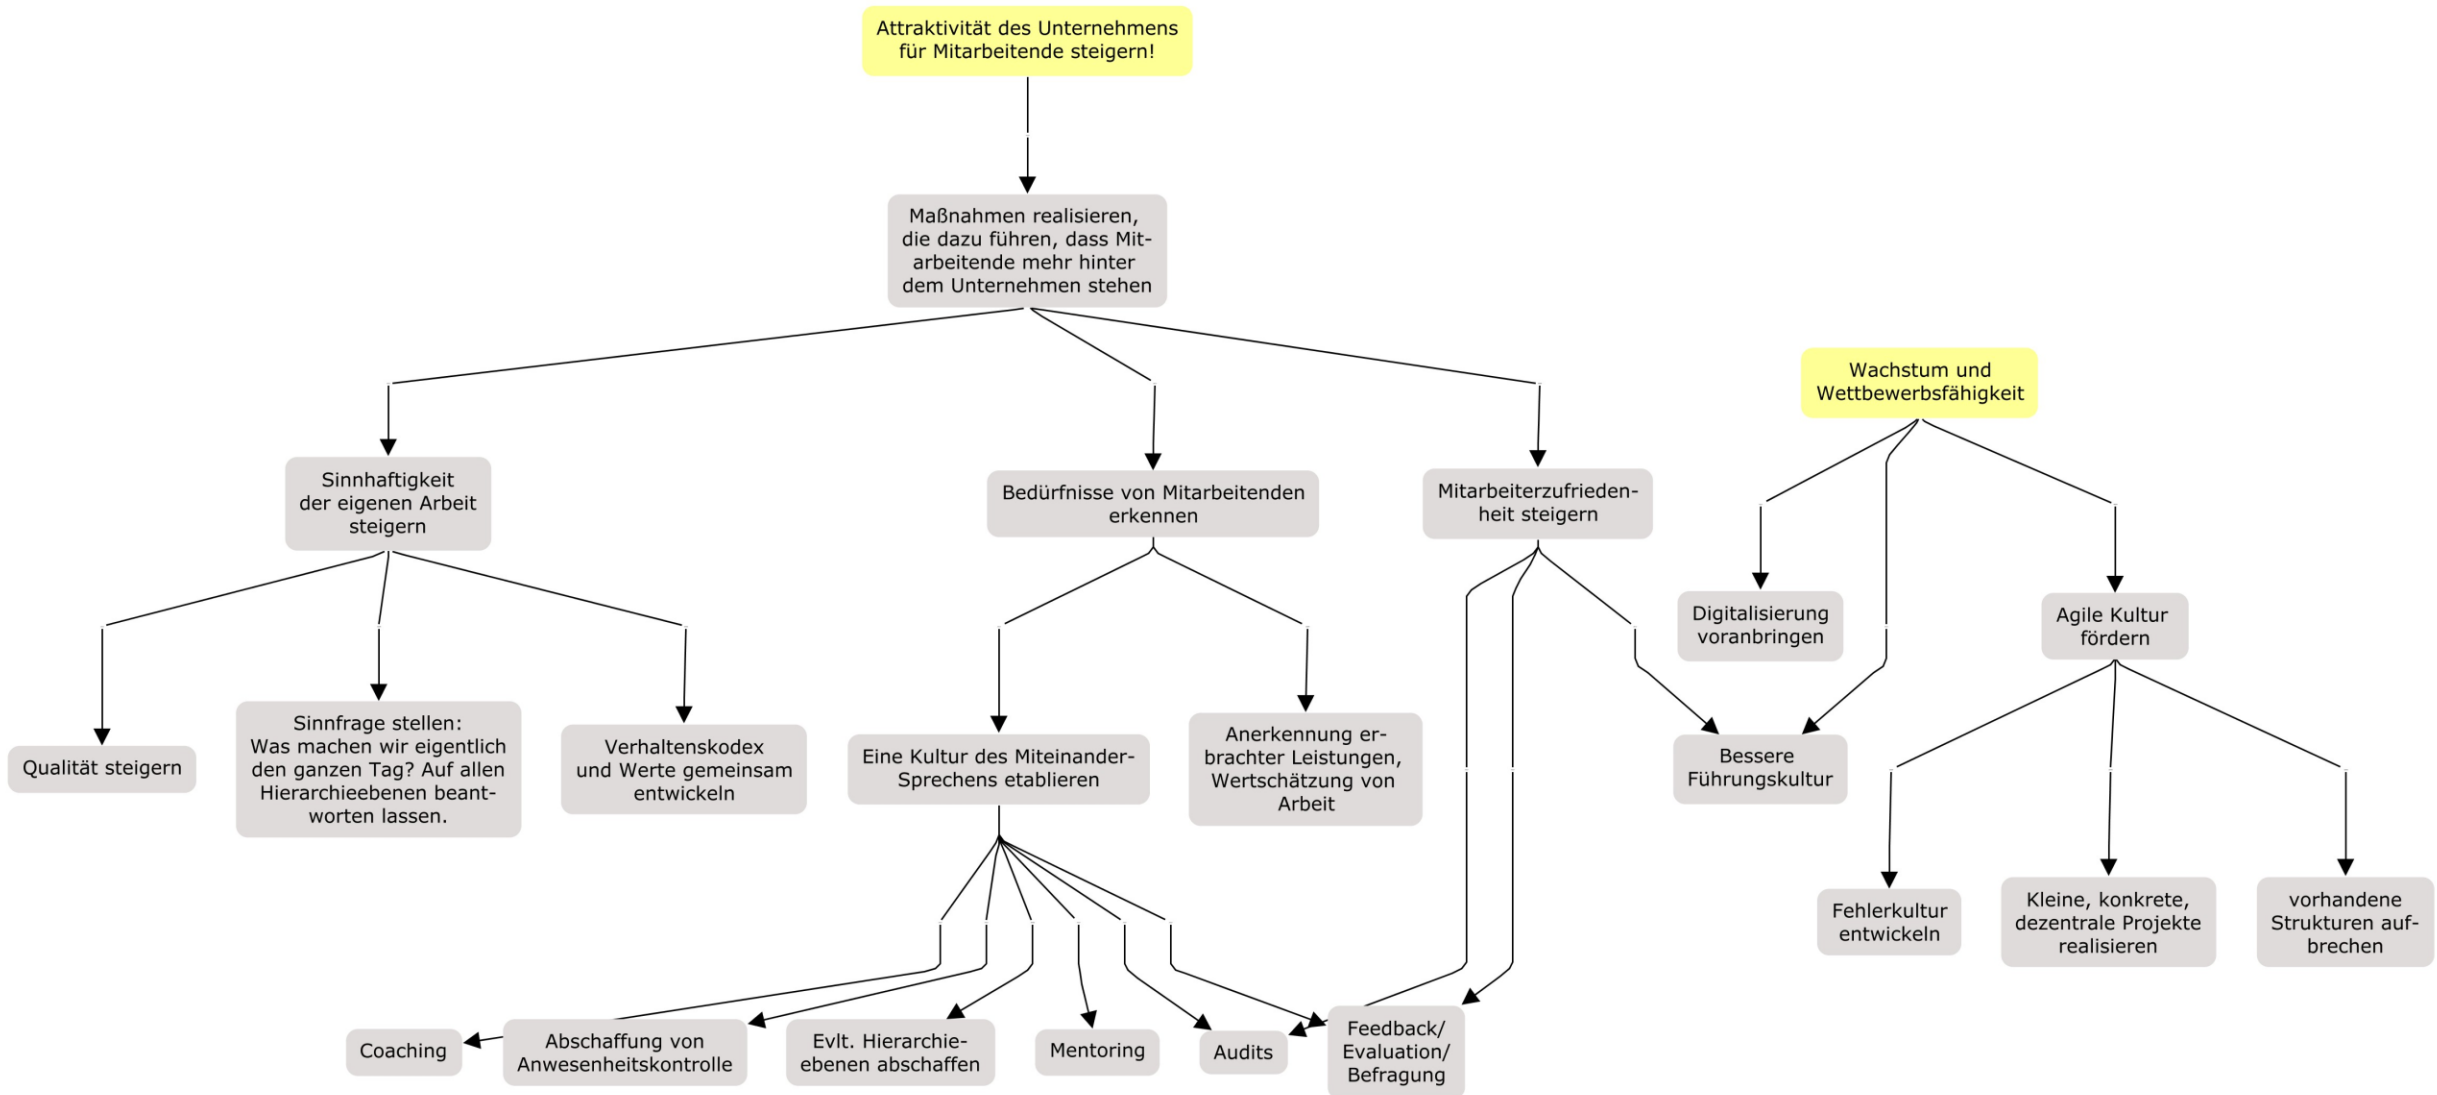 Attraktivität des Unternehmens
für Mitarbeitende steigern!
Maßnahmen realisieren,
die dazu führen, dass Mit-
arbeitende mehr hinter
dem Unternehmen stehen
Wachstum und
Wettbewerbsfähigkeit
Sinnhaftigkeit
der eigenen Arbeit
steigern
Bedürfnisse von Mitarbeitenden
erkennen
Mitarbeiterzufrieden-
heit steigern
Digitalisierung
voranbringen
Agile Kultur
fördern
Qualität steigern
Sinnfrage stellen:
Was machen wir eigentlich
den ganzen Tag? Auf allen
Hierarchieebenen beant-
worten lassen.
Verhaltenskodex
und Werte gemeinsam
entwickeln
Eine Kultur des Miteinander-
Sprechens etablieren
Anerkennung er-
brachter Leistungen,
Wertschätzung von
Arbeit
Bessere
Führungskultur
Fehlerkultur
entwickeln
Kleine, konkrete,
dezentrale Projekte
realisieren
vorhandene
Strukturen auf-
brechen
Coaching
Abschaffung von
Anwesenheitskontrolle
Evlt. Hierarchie-
ebenen abschaffen
Mentoring
Audits
Feedback/
Evaluation/
Befragung